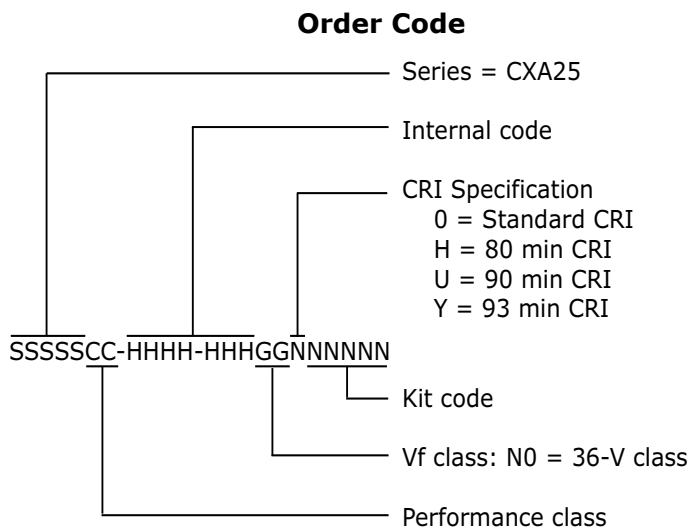 Order Code
Series = CXA25
Internal code
CRI Specification
0 = Standard CRI
H = 80 min CRI
U = 90 min CRI
Y = 93 min CRI
SSSSSCC-HHHH-HHHGGNNNNNN
Kit code
Vf class: N0 = 36-V class
Performance class